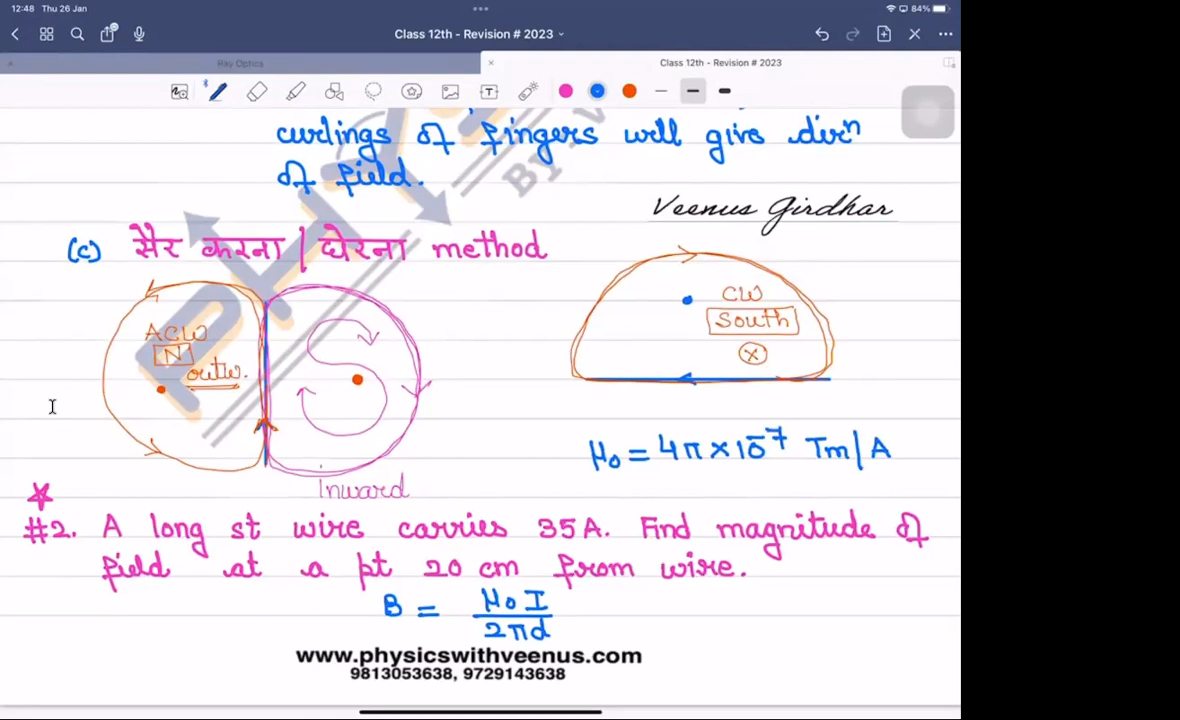 12:48 Thu 26 Jan
84%
Class 12th - Revision # 2023
Ray Optics
Class 12th - Revision # 2023
curlings of fingers will give dirⁿ
of field.
Veenus Girdhar
(c) सैर करना / घेरना method
ACW
N
outw.
CW
South
Inward
μ₀ = 4π×10⁻⁷ Tm/A
#2. A long st wire carries 35A. Find magnitude of
field at a pt 20 cm from wire.
B = μ₀I / 2πd
www.physicswithveenus.com
9813053638, 9729143638